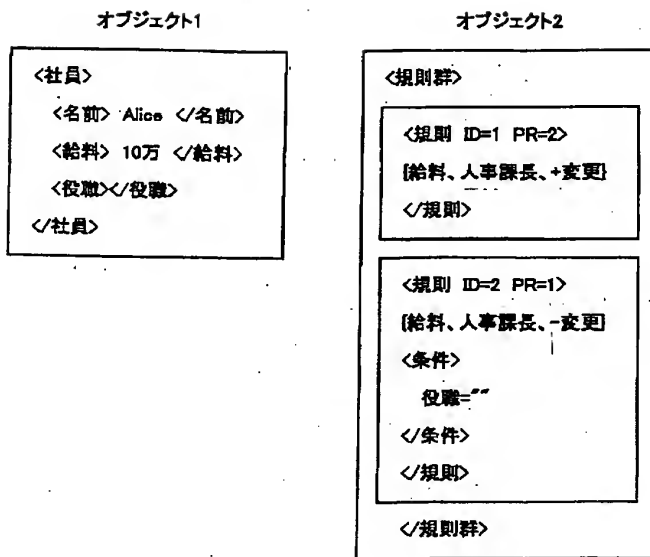 オブジェクト1
<社員>
<名前> Alice </名前>
<給料> 10万 </給料>
<役職></役職>
</社員>
オブジェクト2
<規則群>
<規則 ID=1 PR=2>
{給料、人事課長、+変更}
</規則>
<規則 ID=2 PR=1>
{給料、人事課長、-変更}
<条件>
役職=""
</条件>
</規則>
</規則群>